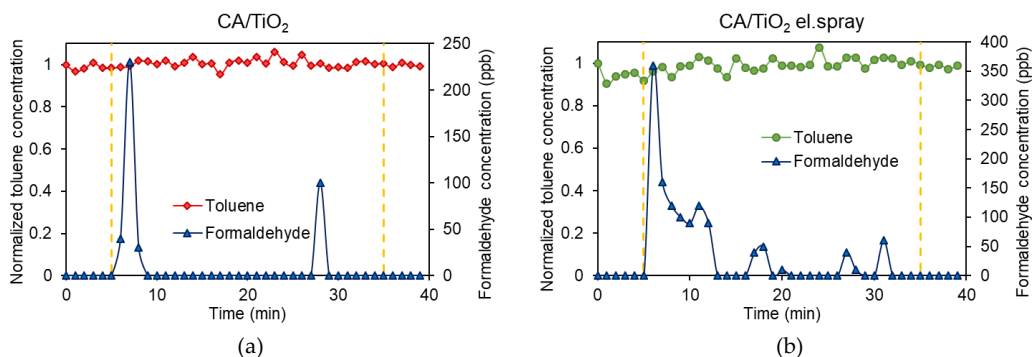 CA/TiO2
Normalized toluene concentration
1
0.8
0.6
0.4
0.2
0
250
200
150
100
50
0
Formaldehyde concentration (ppb)
Toluene
Formaldehyde
0 10 20 30 40
Time (min)
(a)
CA/TiO2 el.spray
Normalized toluene concentration
1
0.8
0.6
0.4
0.2
0
400
350
300
250
200
150
100
50
0
Formaldehyde concentration (ppb)
Toluene
Formaldehyde
0 10 20 30 40
Time (min)
(b)